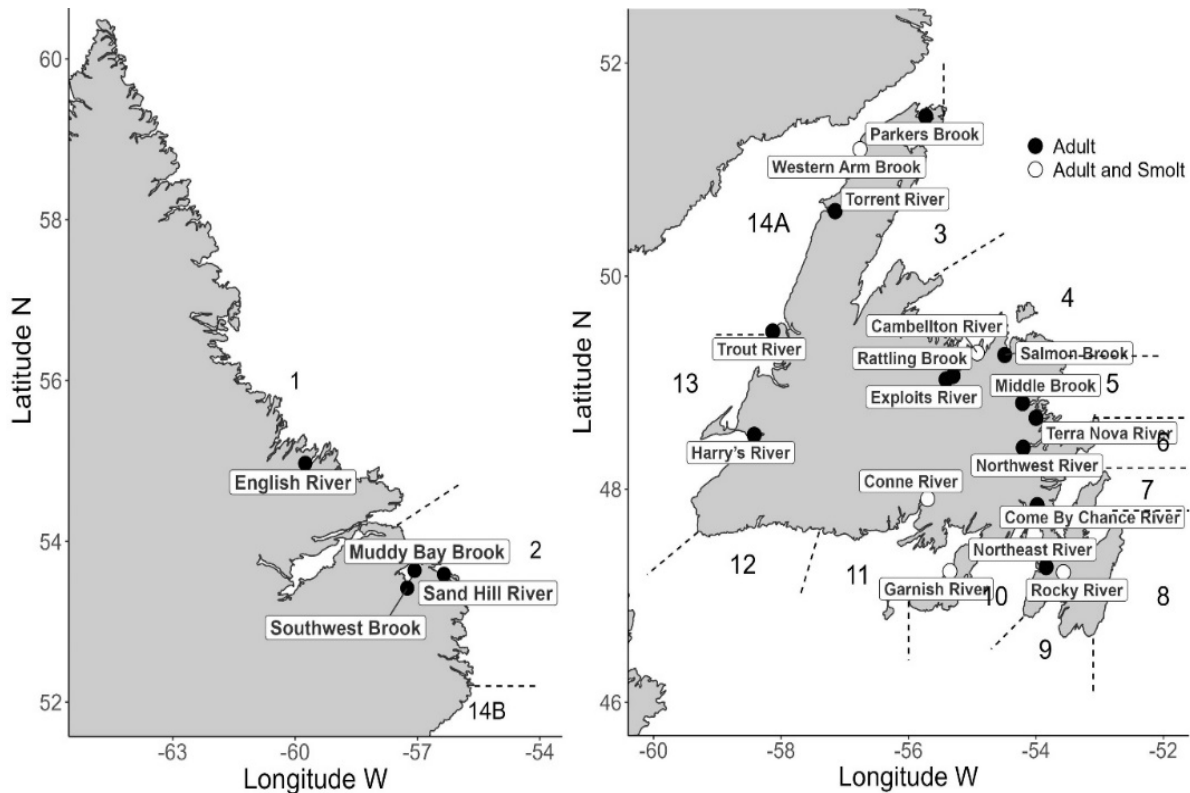 60
58
56
54
52
Latitude N
-63
-60
-57
-54
Longitude W
1
English River
2
Muddy Bay Brook
Sand Hill River
Southwest Brook
14B
52
50
48
46
Latitude N
-60
-58
-56
-54
-52
Longitude W
Adult
Adult and Smolt
Parkers Brook
Western Arm Brook
Torrent River
14A
3
4
Cambellton River
Trout River
Rattling Brook
Salmon Brook
Middle Brook
5
13
Exploits River
Terra Nova River
6
Harry's River
Northwest River
Conne River
7
Come By Chance River
Northeast River
12
11
Garnish River
10
Rocky River
8
9